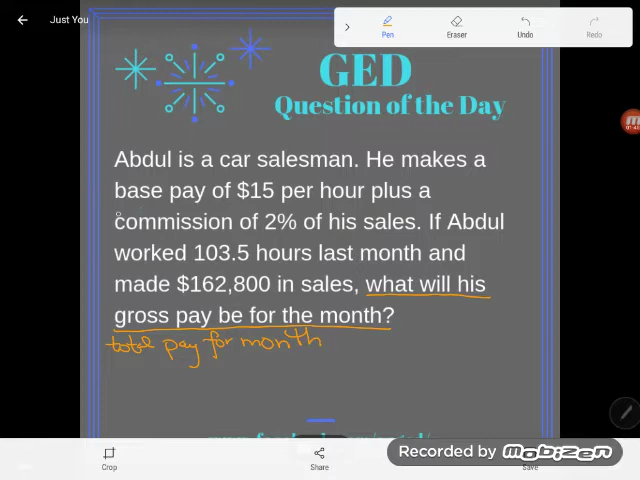 Just You
Pen
Eraser
Undo
Redo
GED
Question of the Day
Abdul is a car salesman. He makes a
base pay of $15 per hour plus a
commission of 2% of his sales. If Abdul
worked 103.5 hours last month and
made $162,800 in sales, what will his
gross pay be for the month?
total pay for month
Crop
Share
Save
Recorded by Mobizen